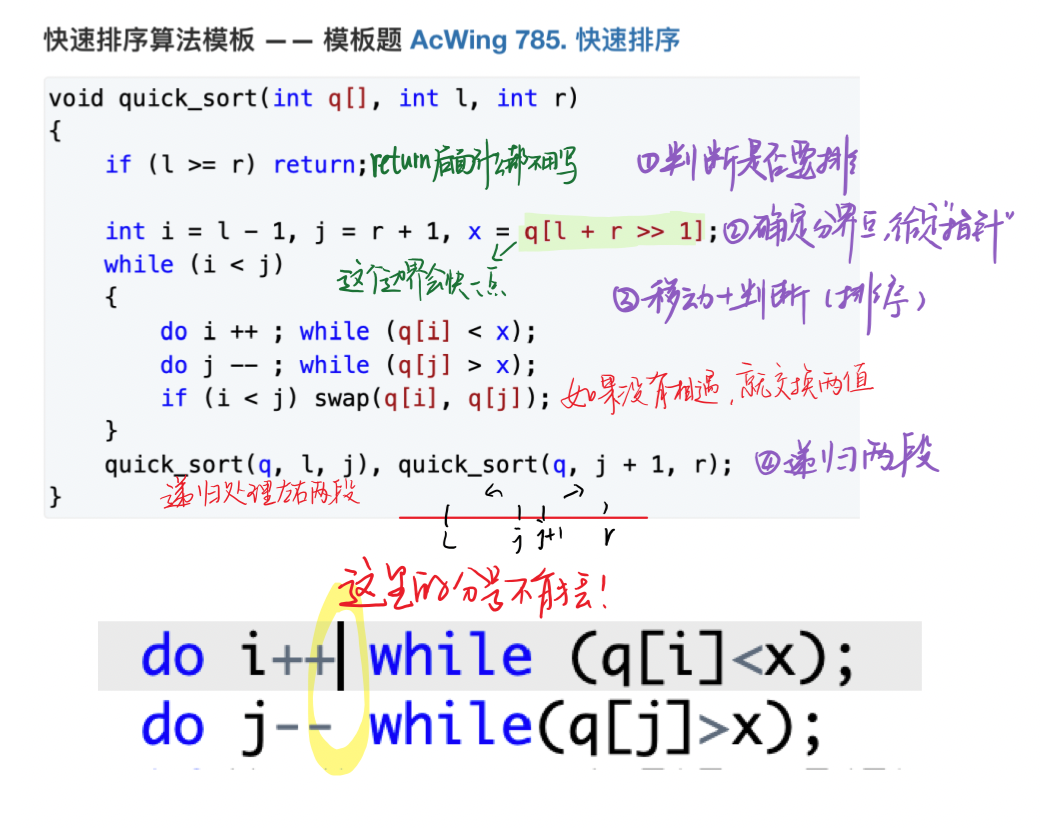 快速排序算法模板 —— 模板题 AcWing 785. 快速排序
void quick_sort(int q[], int l, int r)
{
if (l >= r) return; return后面什么都不用写 ①判断是否要排
int i = l - 1, j = r + 1, x = q[l + r >> 1]; ②确定分界点,给定"指针"
while (i < j) 这个边界会快一点
{ ③移动+判断(排序)
do i ++ ; while (q[i] < x);
do j -- ; while (q[j] > x);
if (i < j) swap(q[i], q[j]); 如果没有相遇,就交换两值
}
quick_sort(q, l, j), quick_sort(q, j + 1, r); ④递归两段
} 递归处理左右两段
L j j+1 r
这里的分号不能丢!
do i++ while (q[i]<x);
do j-- while(q[j]>x);